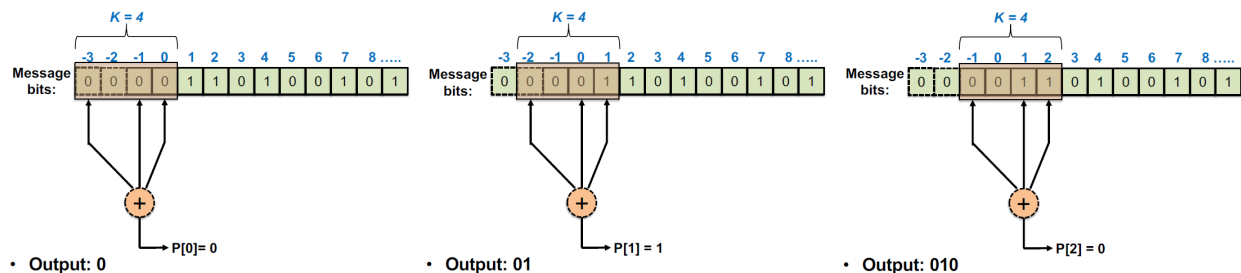 K = 4
-3 -2 -1 0 1 2 3 4 5 6 7 8 .....
Message bits: 0 0 0 0 1 1 0 1 0 0 1 0 1
+
P[0]= 0
• Output: 0
K = 4
-3 -2 -1 0 1 2 3 4 5 6 7 8 .....
Message bits: 0 0 0 0 1 1 0 1 0 0 1 0 1
+
P[1] = 1
• Output: 01
K = 4
-3 -2 -1 0 1 2 3 4 5 6 7 8 .....
Message bits: 0 0 0 0 1 1 0 1 0 0 1 0 1
+
P[2] = 0
• Output: 010